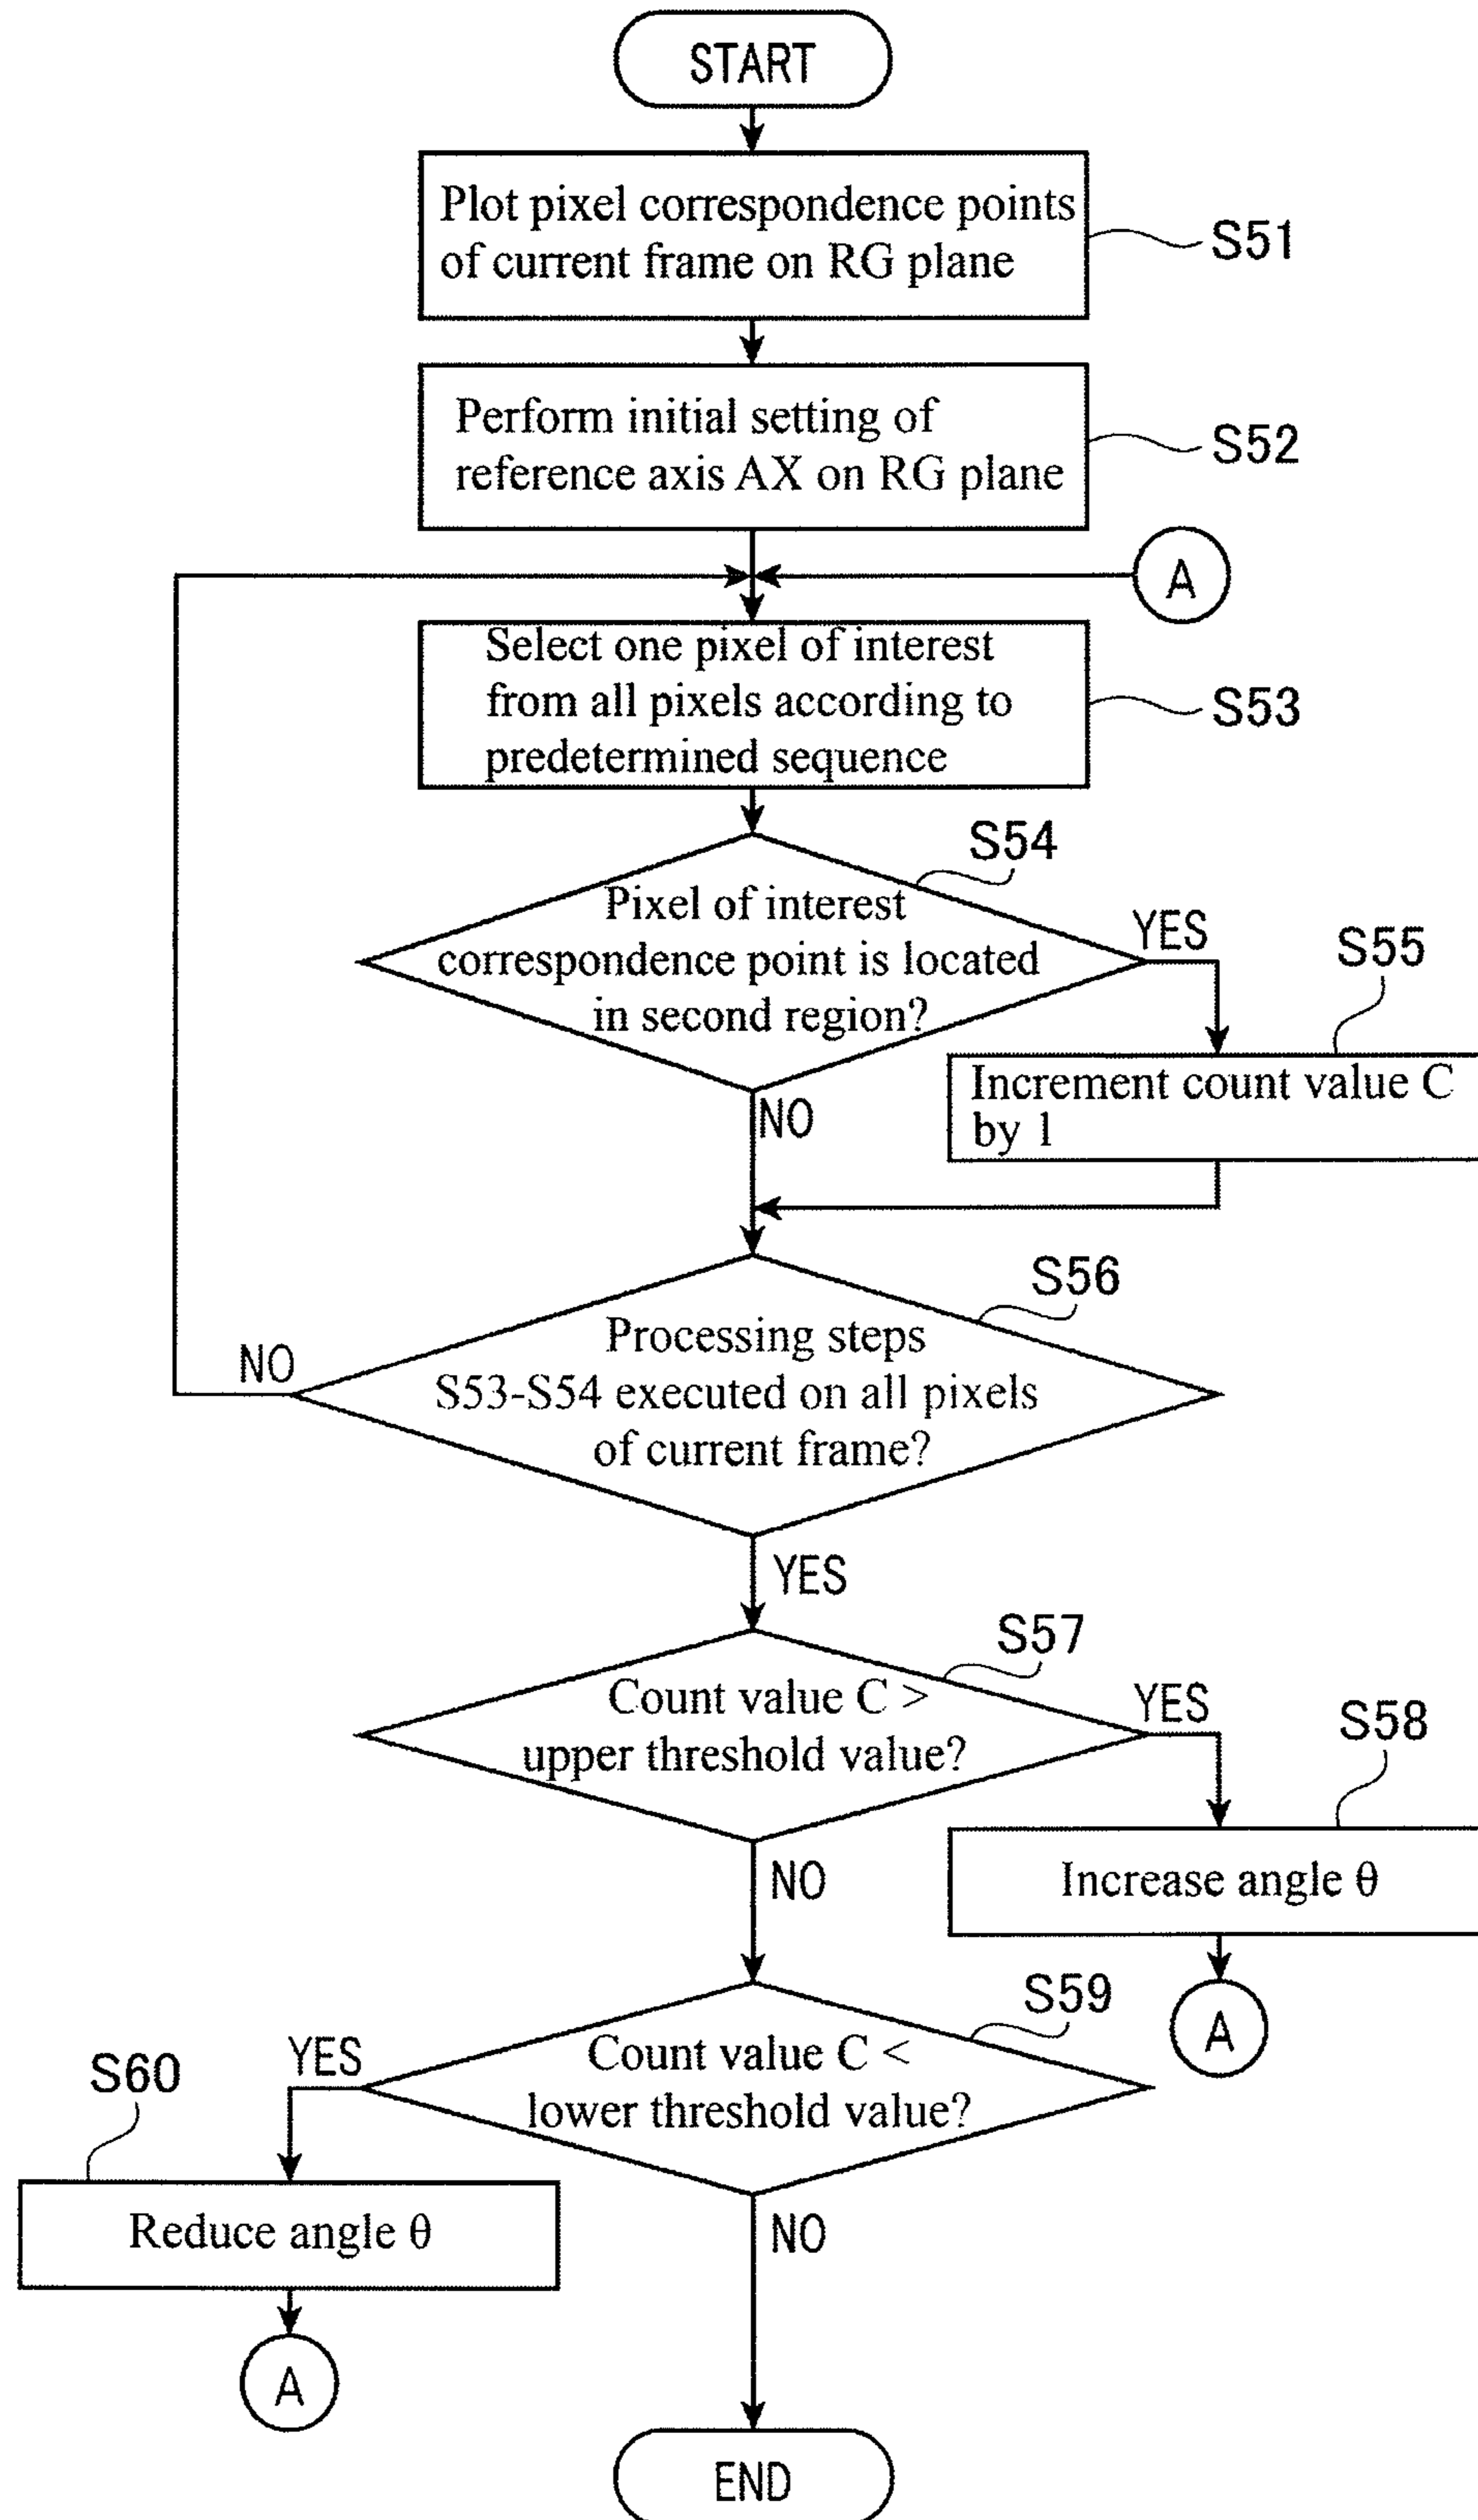 START
Plot pixel correspondence points
of current frame on RG plane
S51
Perform initial setting of
reference axis AX on RG plane
S52
A
Select one pixel of interest
from all pixels according to
predetermined sequence
S53
S54
Pixel of interest
correspondence point is located
in second region?
YES
S55
Increment count value C
by 1
NO
S56
Processing steps
S53-S54 executed on all pixels
of current frame?
NO
YES
S57
Count value C >
upper threshold value?
YES
S58
Increase angle θ
NO
A
S59
Count value C <
lower threshold value?
YES
S60
Reduce angle θ
NO
A
END